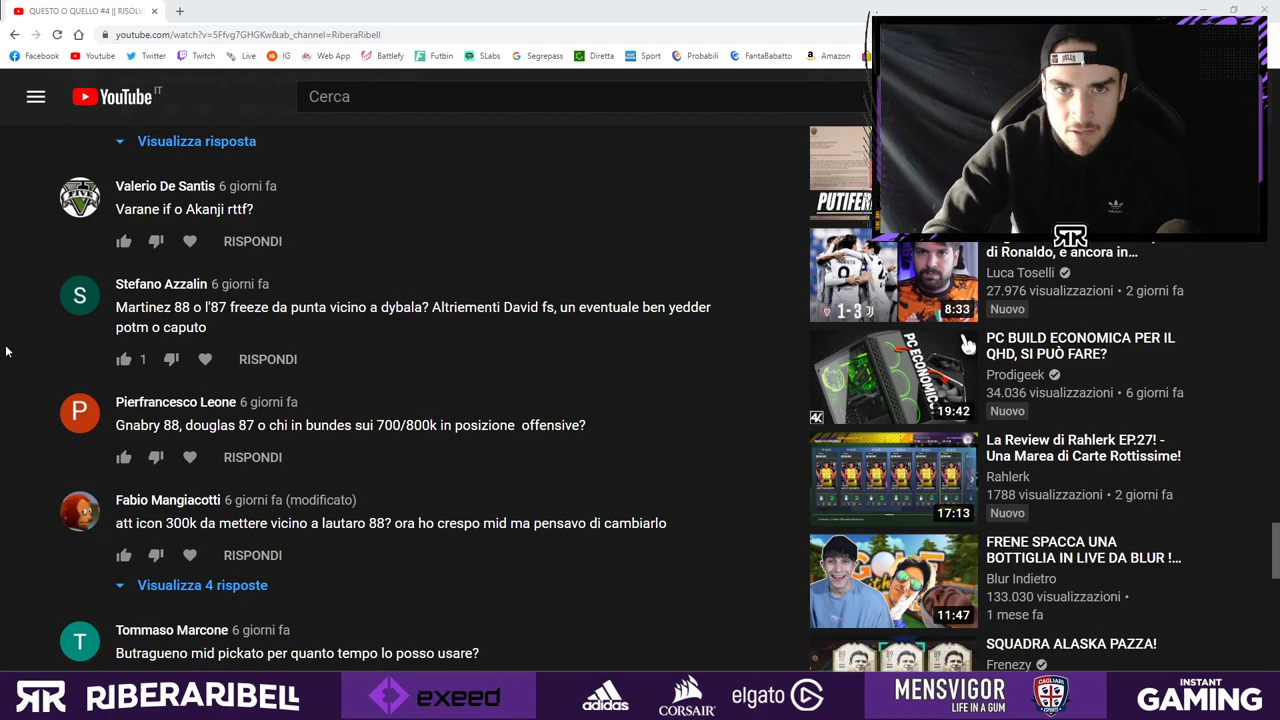 QUESTO O QUELLO #4 || RISOLV
youtube.com/watch?v=5Ffvg7GHGKw&ab_channel=RiberaRibell
Facebook Youtube Twitter Twitch Live IG Web App Battlefy Futbin SLabs Segrepass Diretta Sport Probabili FantaBabatto Amazon
YouTube IT
Cerca
Visualizza risposta
Valerio De Santis 6 giorni fa
Varane if o Akanji rttf?
RISPONDI
Stefano Azzalin 6 giorni fa
Martinez 88 o l'87 freeze da punta vicino a dybala? Altriementi David fs, un eventuale ben yedder
potm o caputo
1 RISPONDI
Pierfrancesco Leone 6 giorni fa
Gnabry 88, douglas 87 o chi in bundes sui 700/800k in posizione offensive?
RISPONDI
Fabio Mangagotti 6 giorni fa (modificato)
att icon 300k da mettere vicino a lautaro 88? ora ho crespo mid ma pensavo di cambiarlo
RISPONDI
Visualizza 4 risposte
Tommaso Marcone 6 giorni fa
Butragueno mid pickato per quanto tempo lo posso usare?
PUTIFER
di Ronaldo, e ancora in…
Luca Toselli
27.976 visualizzazioni • 2 giorni fa
Nuovo
1-3
8:33
PC BUILD ECONOMICA PER IL
QHD, SI PUÒ FARE?
Prodigeek
34.036 visualizzazioni • 6 giorni fa
Nuovo
PC ECONOMIC
4K
19:42
La Review di Rahlerk EP.27! -
Una Marea di Carte Rottissime!
Rahlerk
1788 visualizzazioni • 2 giorni fa
Nuovo
17:13
FRENE SPACCA UNA
BOTTIGLIA IN LIVE DA BLUR !…
Blur Indietro
133.030 visualizzazioni •
1 mese fa
GOLF
11:47
SQUADRA ALASKA PAZZA!
Frenezy
RR
RIBERARIBELL
exeed
adidas
CORSAIR
elgato
MENSVIGOR
LIFE IN A GUM
CAGLIARI
INSTANT
GAMING